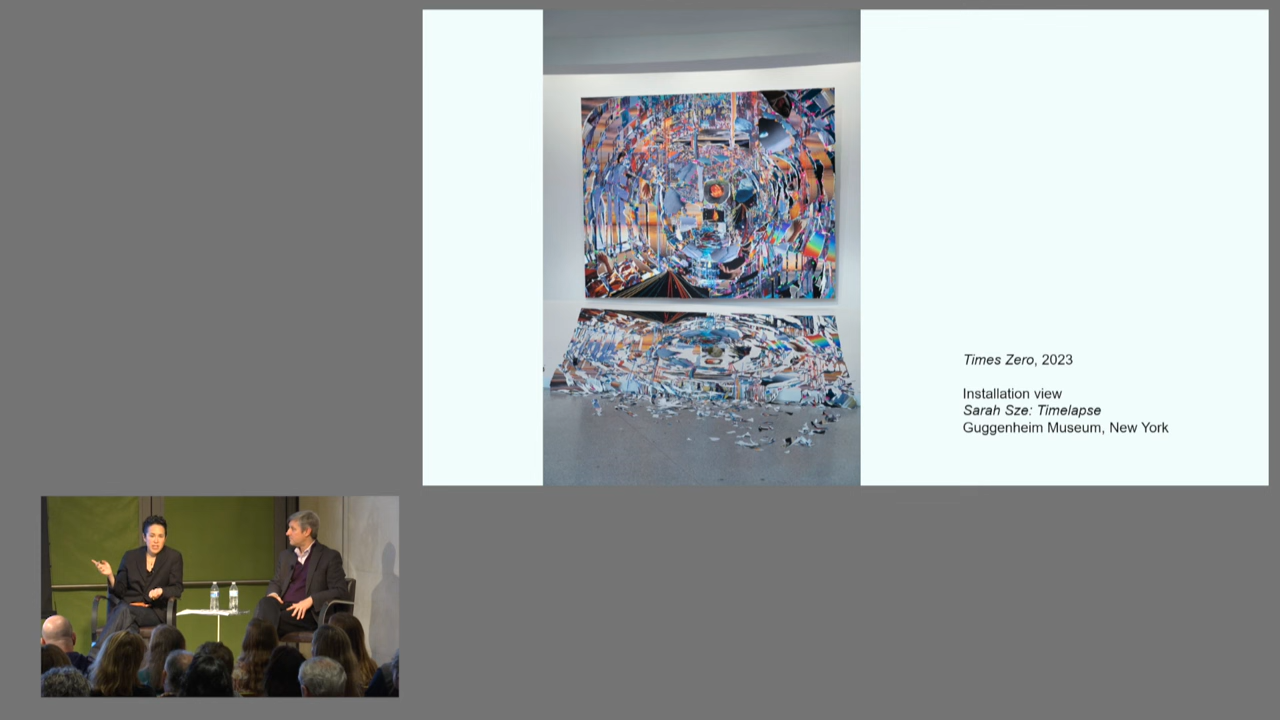 Times Zero, 2023
Installation view
Sarah Sze: Timelapse
Guggenheim Museum, New York